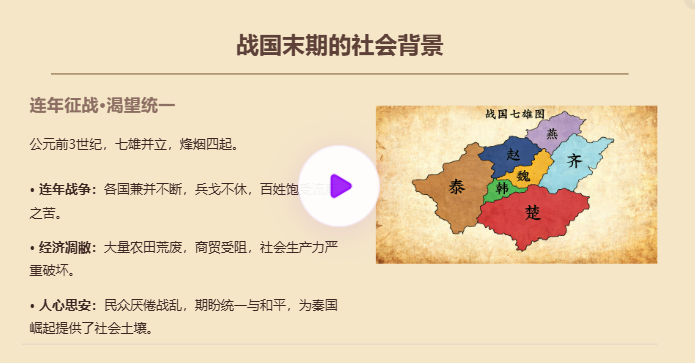 战国末期的社会背景
连年征战·渴望统一
公元前3世纪，七雄并立，烽烟四起。
• 连年战争：各国兼并不断，兵戈不休，百姓饱
之苦。
• 经济凋敝：大量农田荒废，商贸受阻，社会生产力严
重破坏。
• 人心思安：民众厌倦战乱，期盼统一与和平，为秦国
崛起提供了社会土壤。
战国七雄图
燕
赵
齐
魏
秦
韩
楚